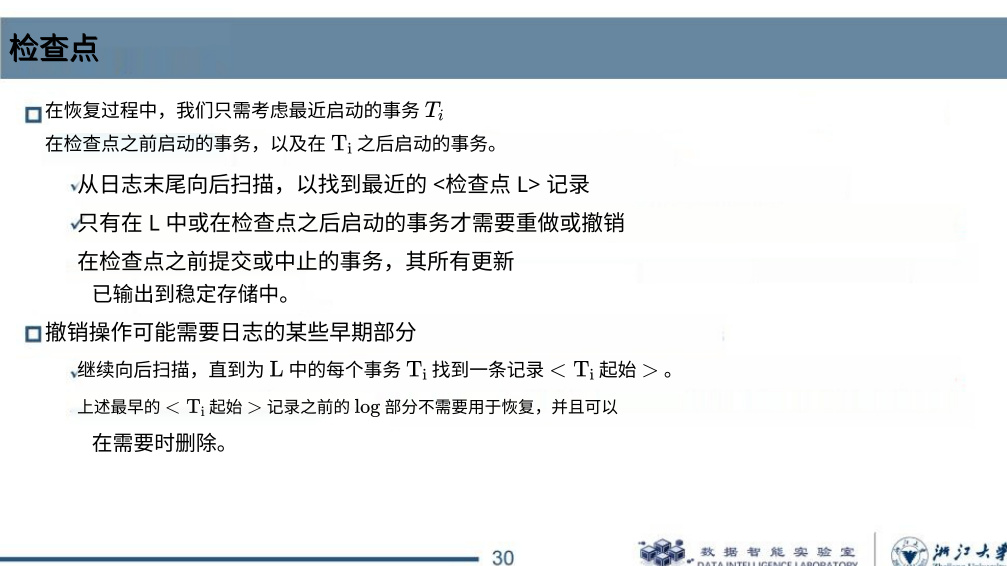 检查点
在恢复过程中，我们只需考虑最近启动的事务 Ti
在检查点之前启动的事务，以及在 Ti 之后启动的事务。
从日志末尾向后扫描，以找到最近的 <检查点 L> 记录
只有在 L 中或在检查点之后启动的事务才需要重做或撤销
在检查点之前提交或中止的事务，其所有更新
已输出到稳定存储中。
撤销操作可能需要日志的某些早期部分
继续向后扫描，直到为 L 中的每个事务 Ti 找到一条记录 < Ti 起始 > 。
上述最早的 < Ti 起始 > 记录之前的 log 部分不需要用于恢复，并且可以
在需要时删除。
30
数据智能实验室
DATA INTELLIGENCE LABORATORY
浙江大学